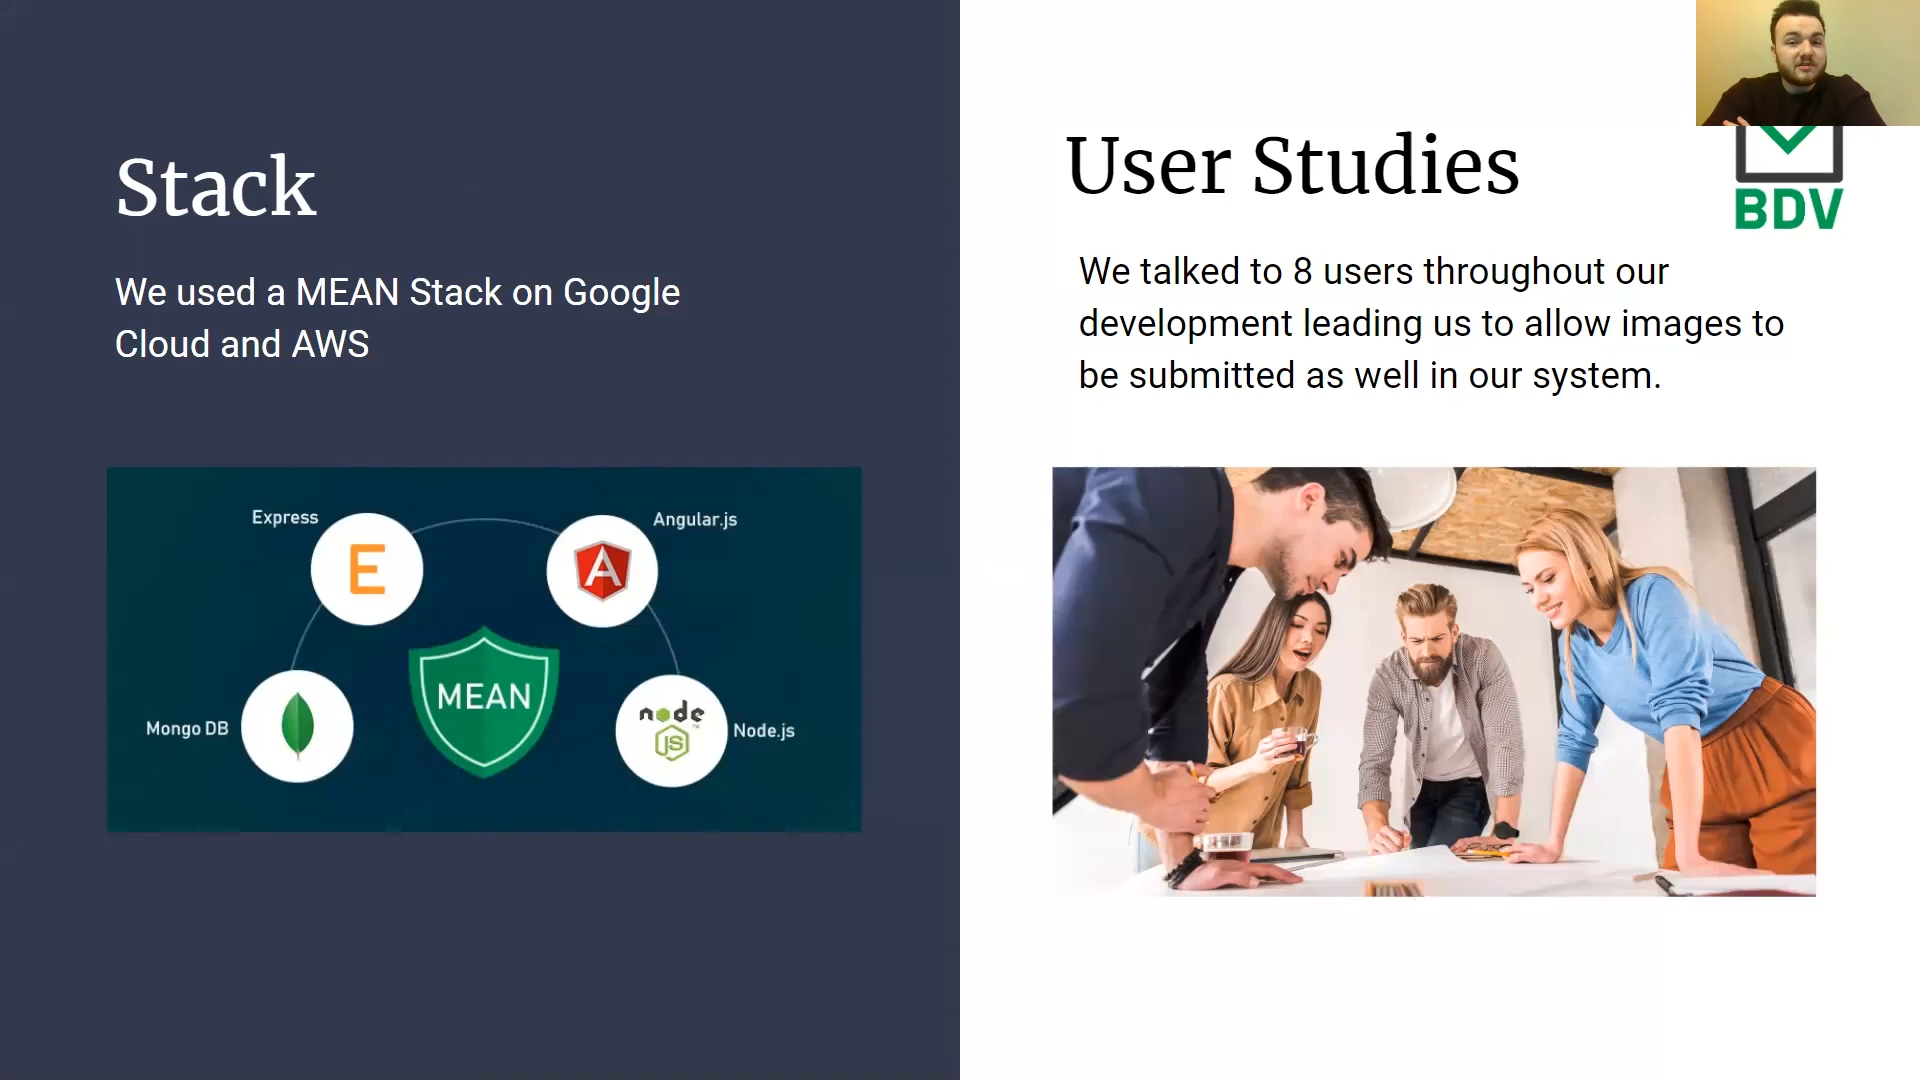 Stack
We used a MEAN Stack on Google
Cloud and AWS
Express
Angular.js
E
A
MEAN
Mongo DB
node
JS
Node.js
User Studies
BDV
We talked to 8 users throughout our
development leading us to allow images to
be submitted as well in our system.